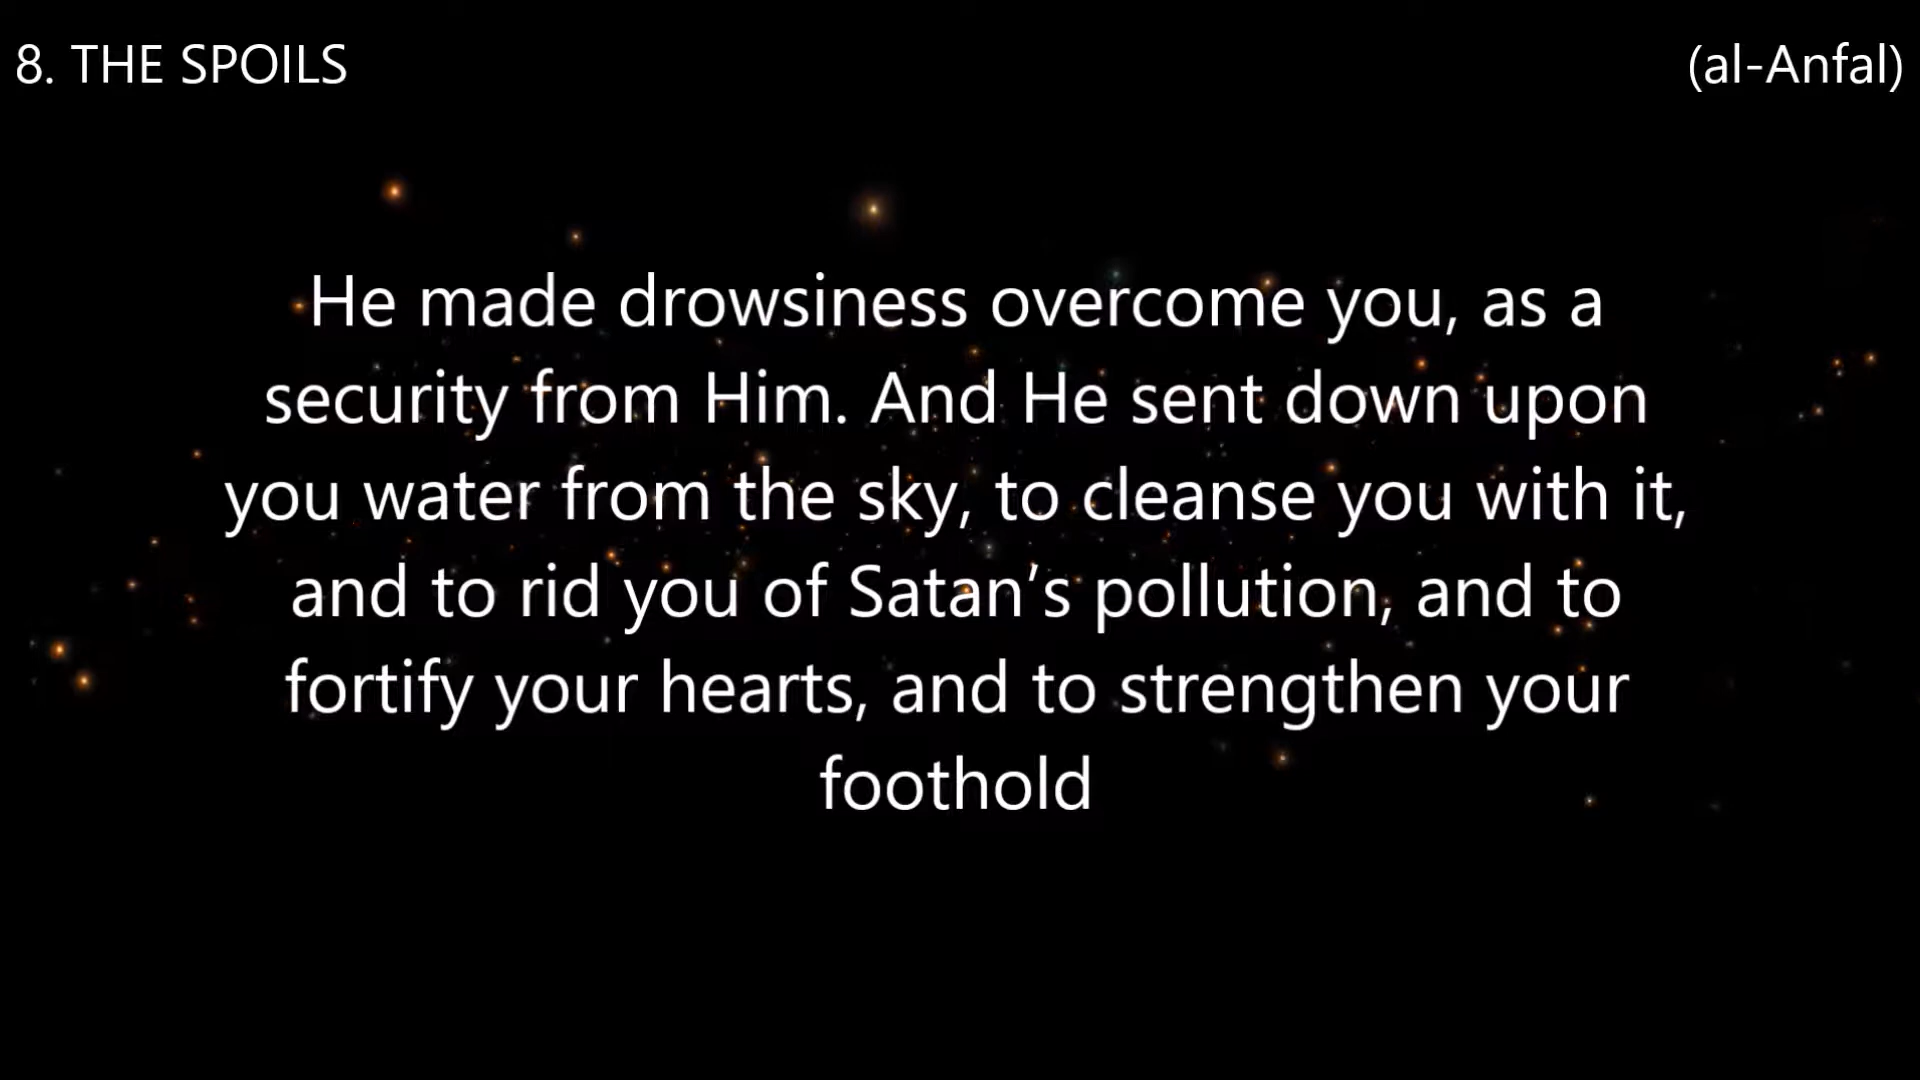 8. THE SPOILS
(al-Anfal)
He made drowsiness overcome you, as a
security from Him. And He sent down upon
you water from the sky, to cleanse you with it,
and to rid you of Satan’s pollution, and to
fortify your hearts, and to strengthen your
foothold